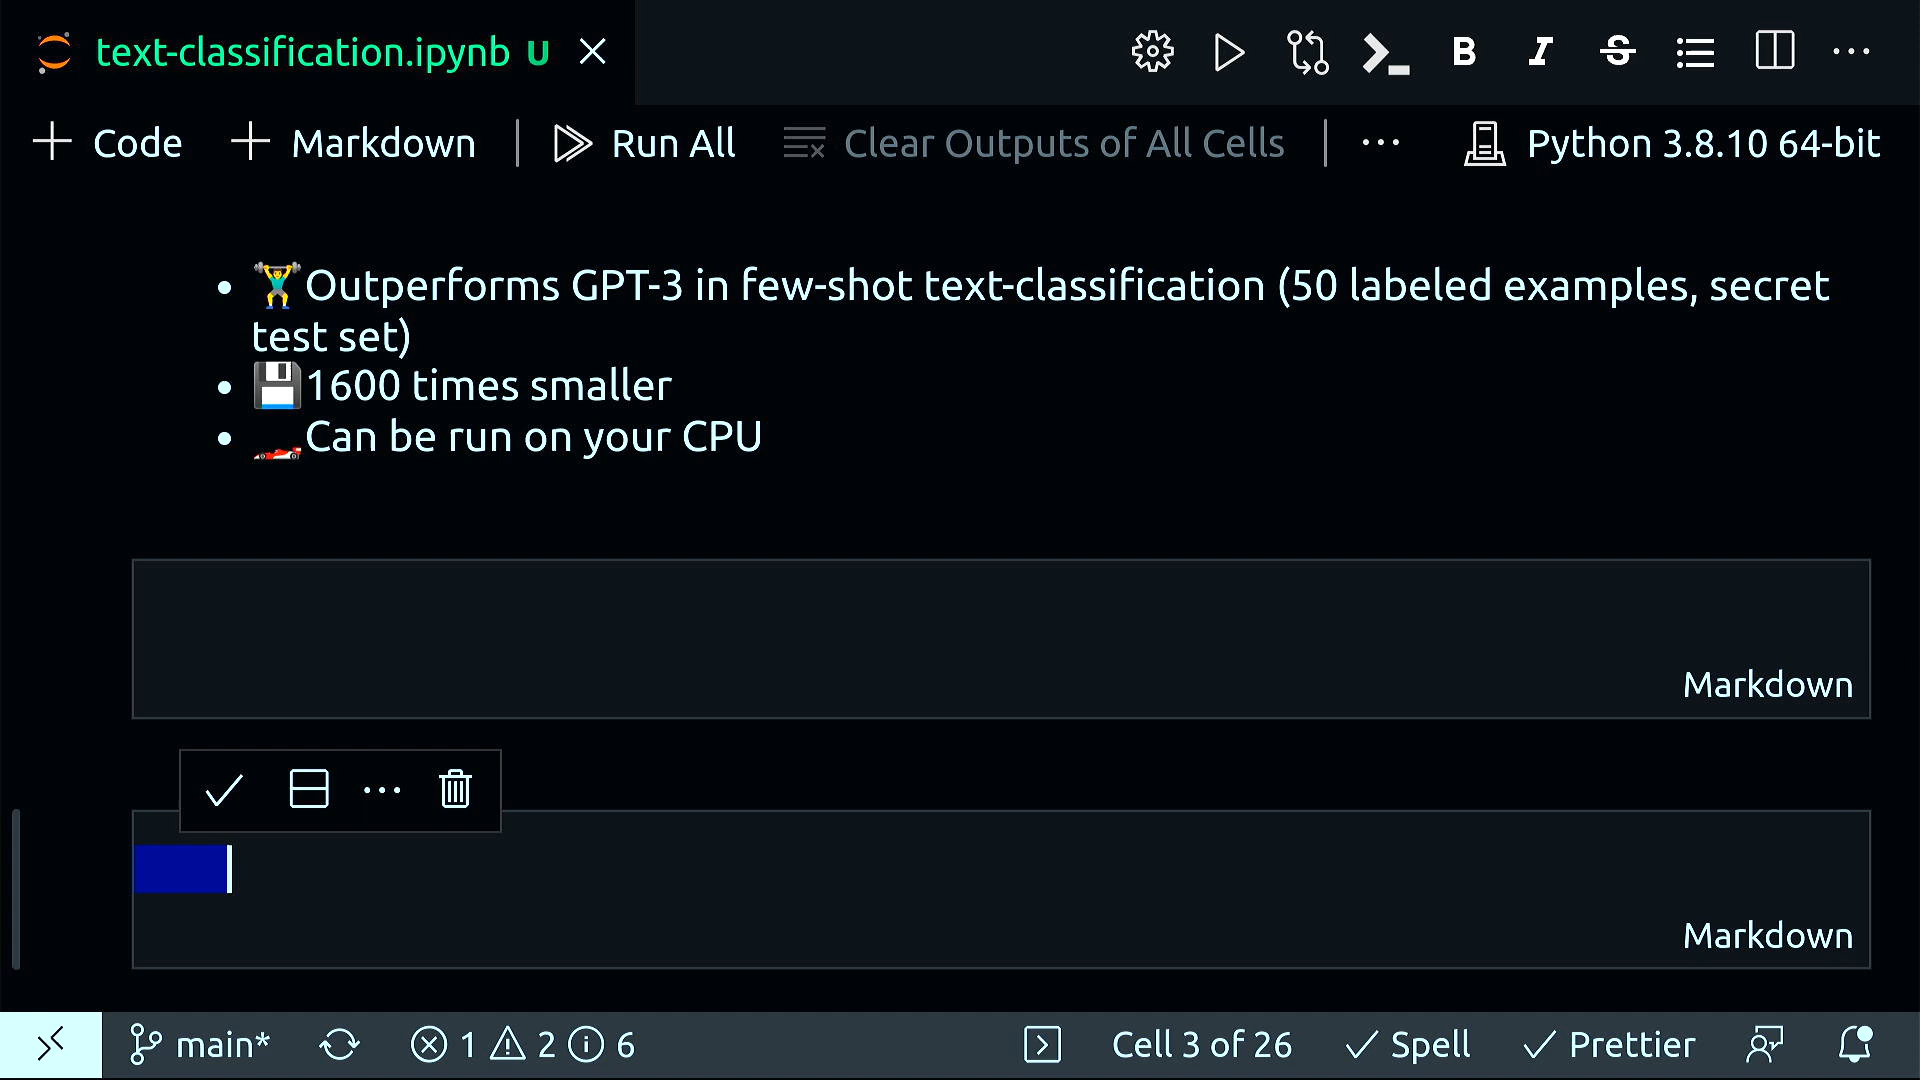 text-classification.ipynb U
Code Markdown Run All Clear Outputs of All Cells ... Python 3.8.10 64-bit
Outperforms GPT-3 in few-shot text-classification (50 labeled examples, secret
test set)
1600 times smaller
Can be run on your CPU
Markdown
Markdown
main* 1 2 6 Cell 3 of 26 Spell Prettier